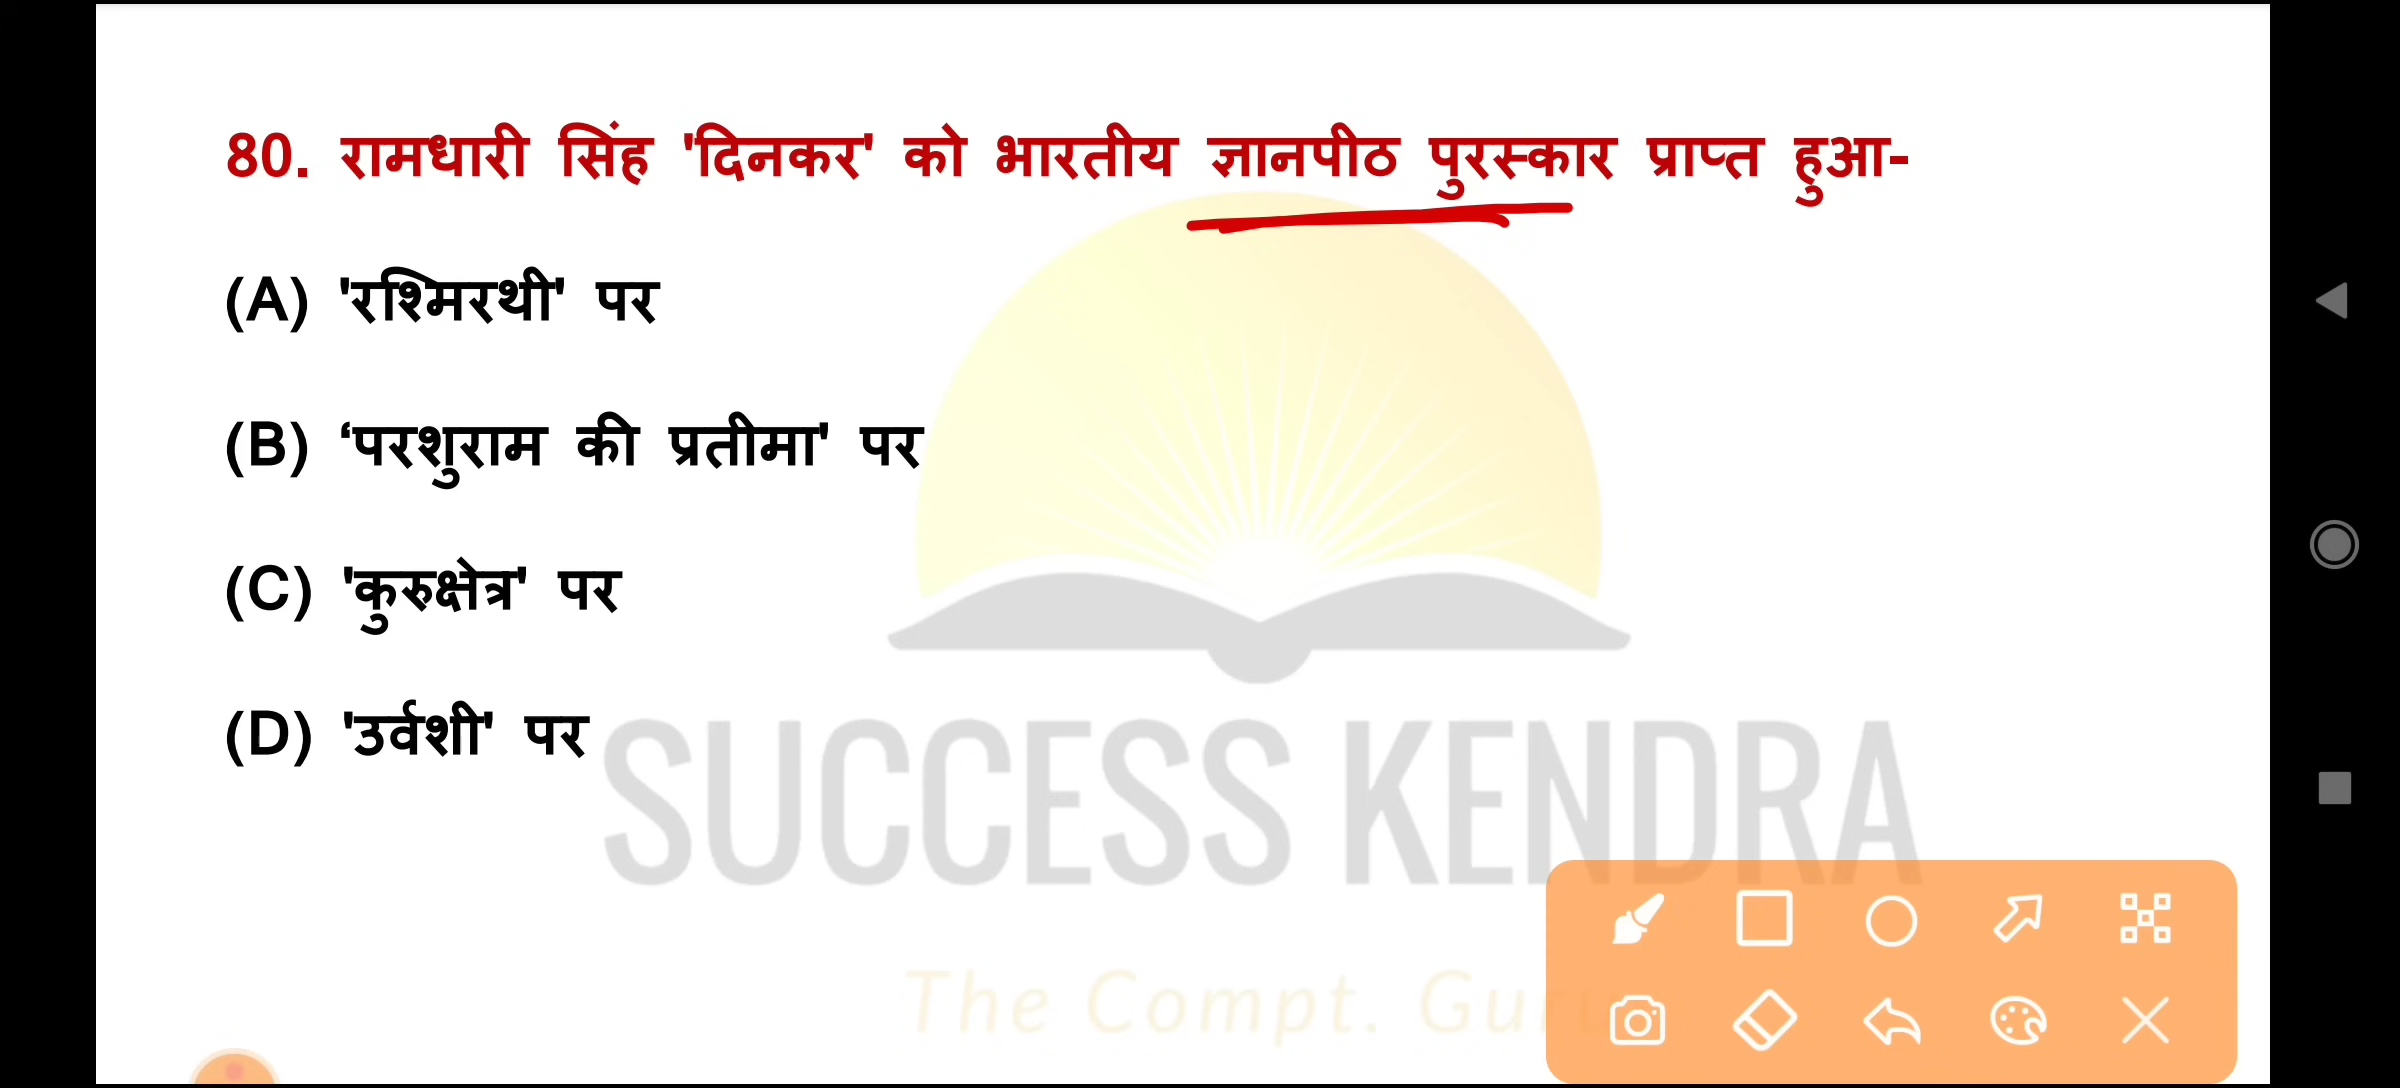 80. रामधारी सिंह 'दिनकर' को भारतीय ज्ञानपीठ पुरस्कार प्राप्त हुआ-
(A) 'रश्मिरथी' पर
(B) ‘परशुराम की प्रतीमा' पर
(C) 'कुरुक्षेत्र' पर
(D) 'उर्वशी' पर
SUCCESS KENDRA
The Compt. Guru